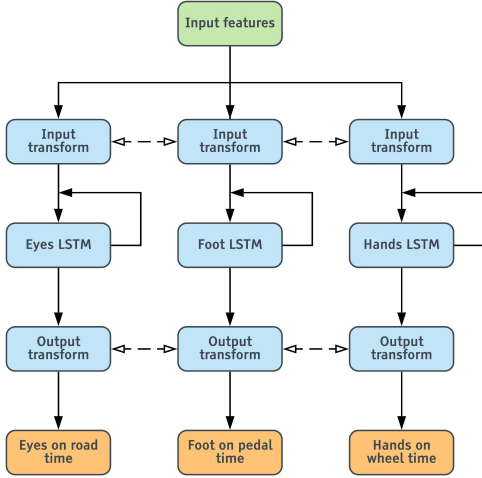 Input features
Input
transform
Input
transform
Input
transform
Eyes LSTM
Foot LSTM
Hands LSTM
Output
transform
Output
transform
Output
transform
Eyes on road
time
Foot on pedal
time
Hands on
wheel time